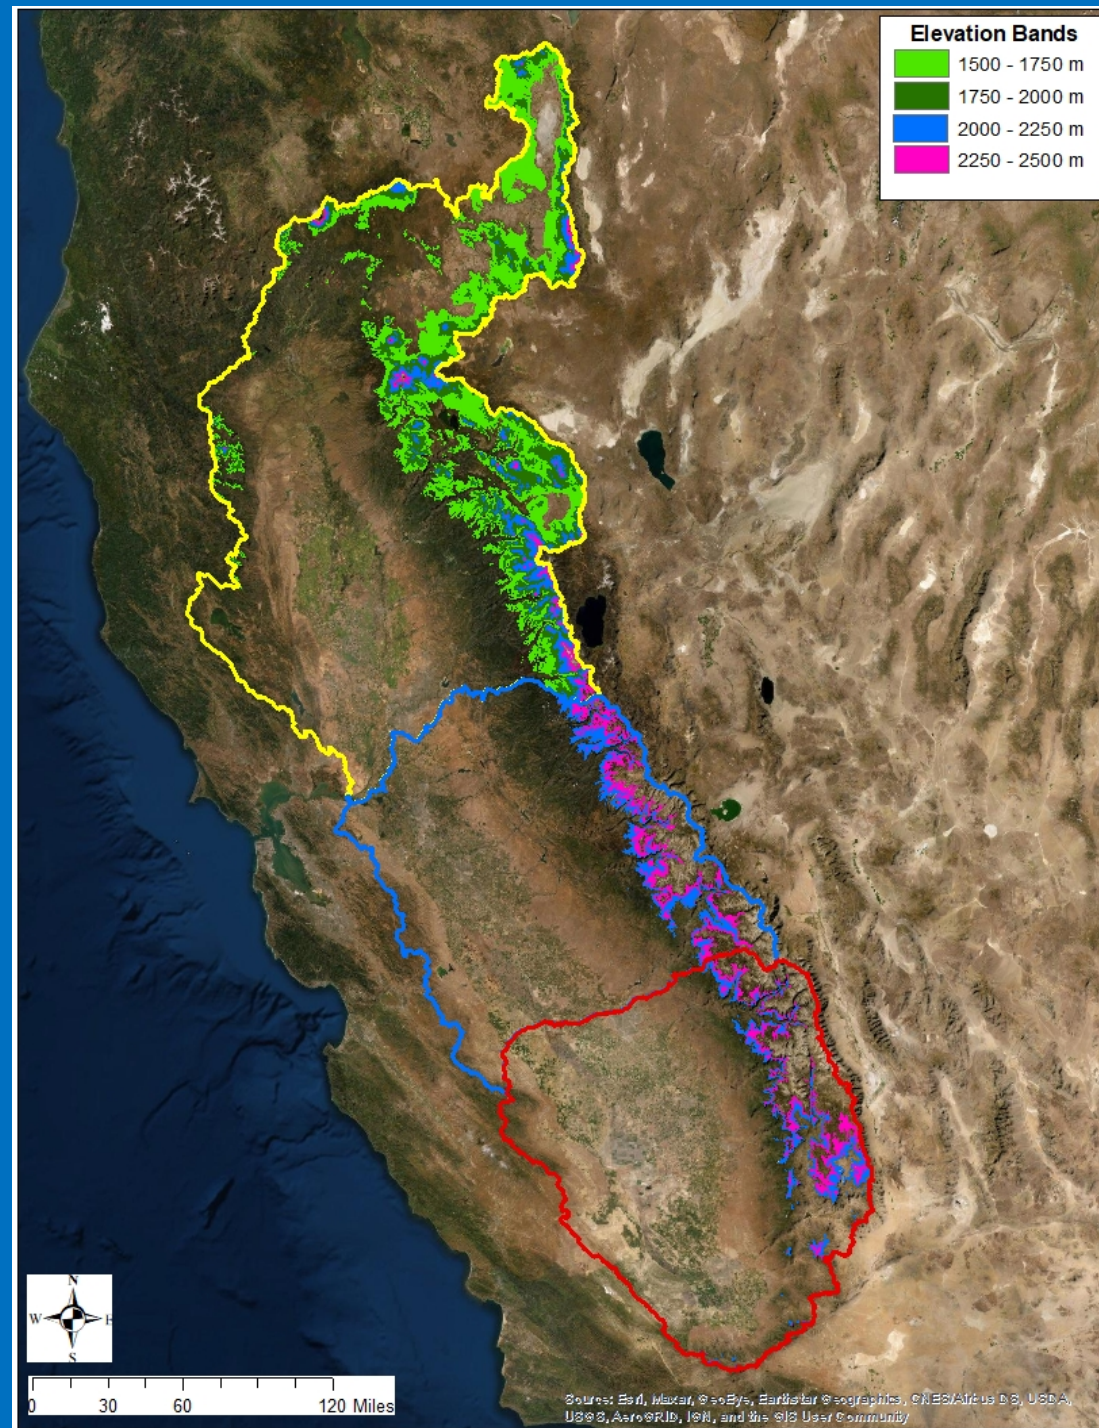 Elevation Bands
1500 - 1750 m
1750 - 2000 m
2000 - 2250 m
2250 - 2500 m
N
W E
S
0 30 60 120 Miles
Source: Esri, Maxar, GeoEye, Earthstar Geographics, CNES/Airbus DS, USDA,
USGS, AeroGRID, IGN, and the GIS User Community